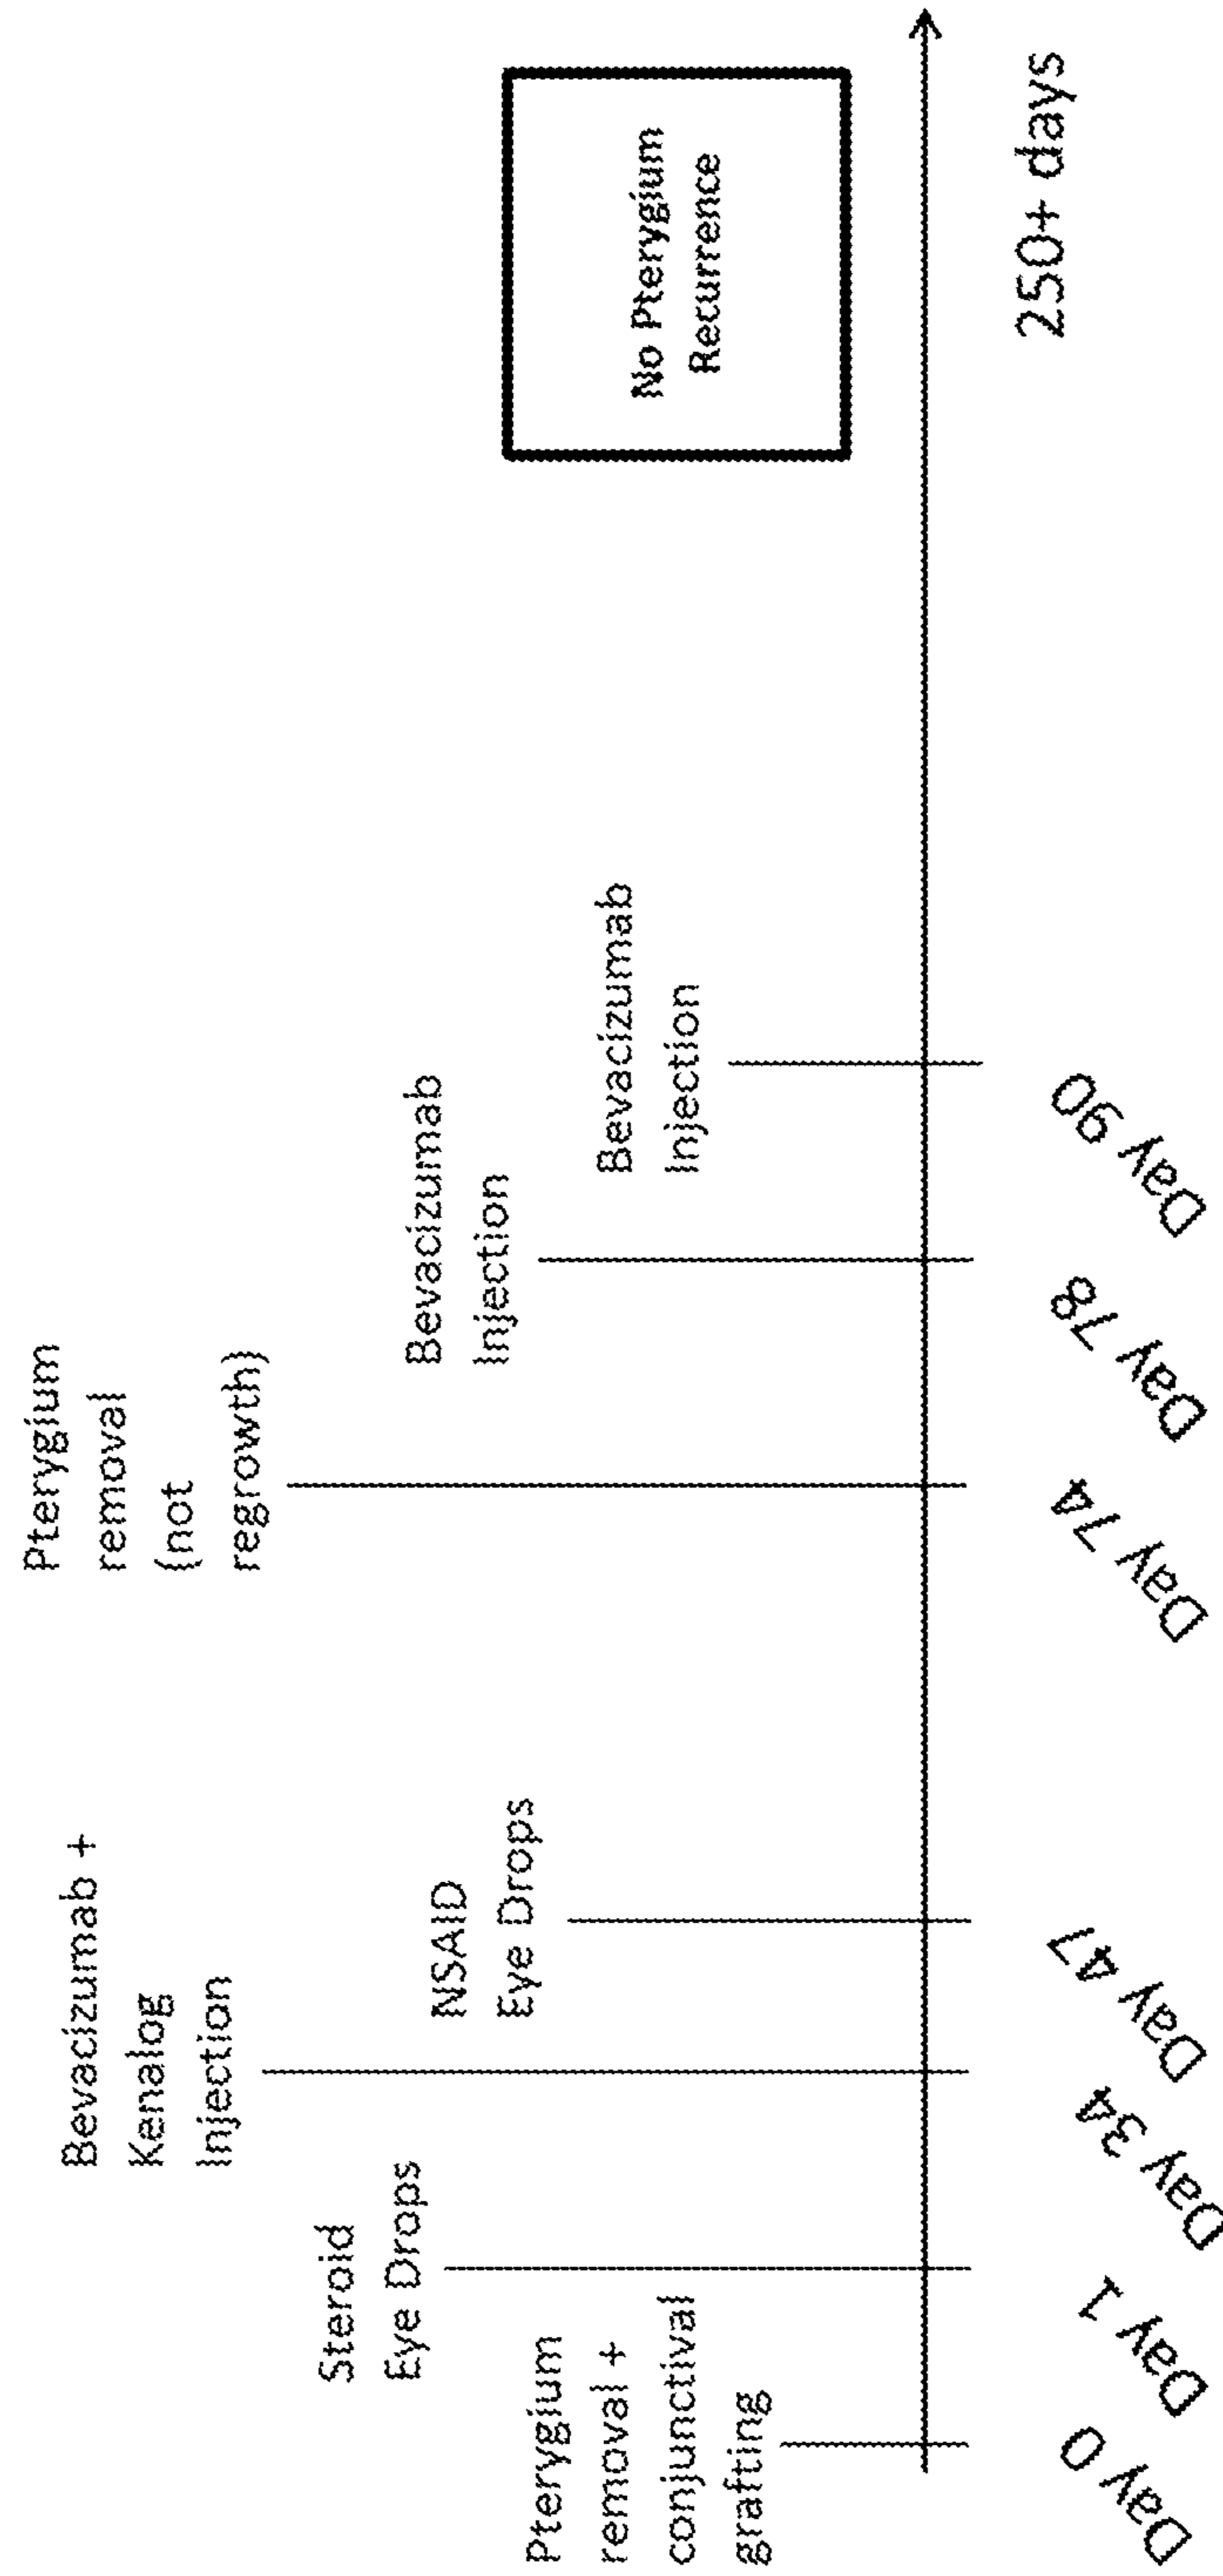 Pterygium
removal +
conjunctival
grafting
Steroid
Eye Drops
Bevacizumab +
Kenalog
Injection
NSAID
Eye Drops
Pterygium
removal
(not
regrowth)
Bevacizumab
Injection
Bevacizumab
Injection
No Pterygium
Recurrence
Day 0
Day 1
Day 34
Day 47
Day 74
Day 78
Day 90
250+ days